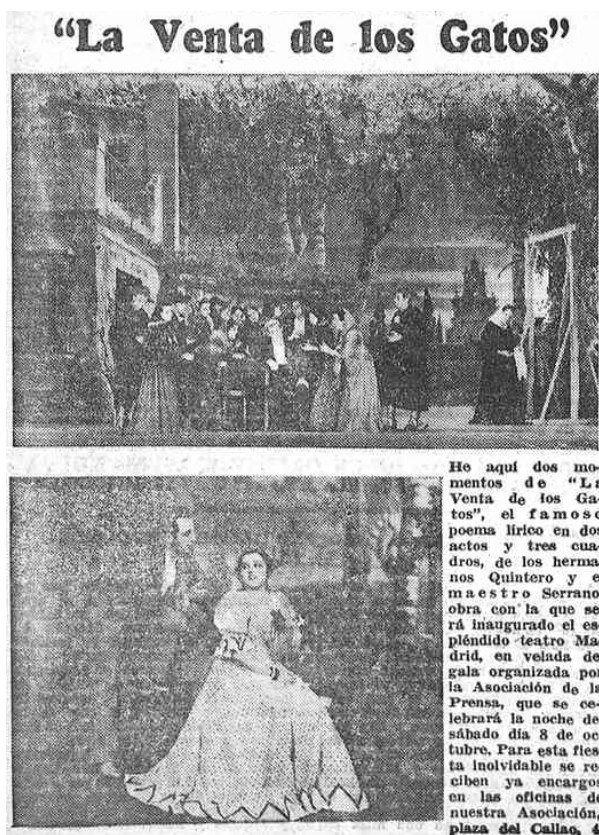 “La Venta de los Gatos”
He aquí dos mo-
mentos de “La
Venta de los Ga-
tos”, el famoso
poema lírico en dos
actos y tres cua-
dros, de los herma-
nos Quintero y e
maestro Serrano
obra con la que se
rá inaugurado el es
pléndido teatro Ma
drid, en velada de
gala organizada por
la Asociación de la
Prensa, que se ce-
lebrará la noche de
sábado día 8 de oc
tubre. Para esta fies
ta inolvidable se re
ciben ya encargos
en las oficinas de
nuestra Asociación,
plaza del Callao,